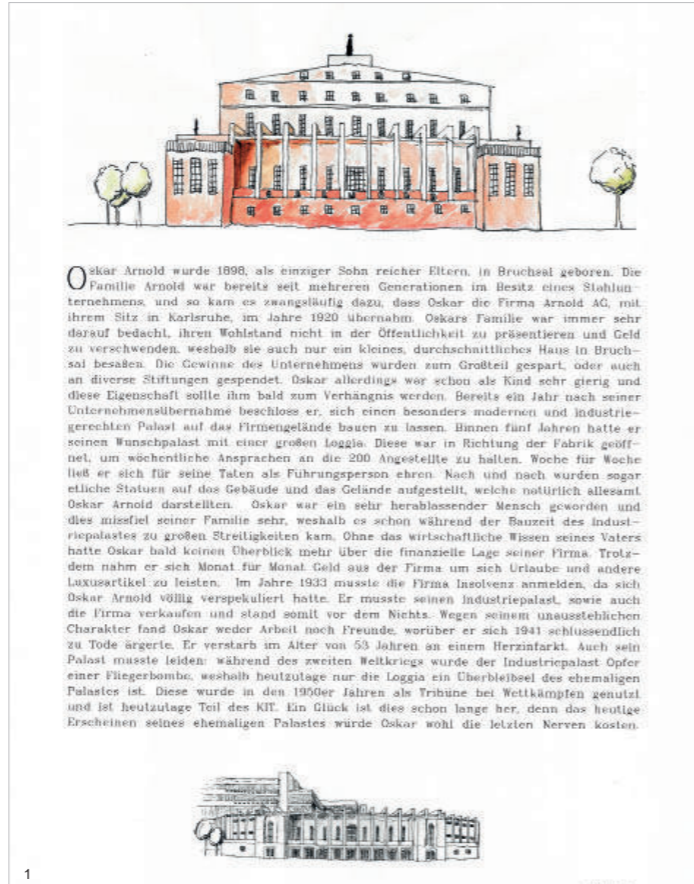 Oskar Arnold wurde 1898, als einziger Sohn reicher Eltern, in Bruchsal geboren. Die
Familie Arnold war bereits seit mehreren Generationen im Besitz eines Stahlun-
ternehmens, und so kam es zwangsläufig dazu, dass Oskar die Firma Arnold AG, mit
ihrem Sitz in Karlsruhe, im Jahre 1920 übernahm. Oskars Familie war immer sehr
darauf bedacht, ihren Wohlstand nicht in der Öffentlichkeit zu präsentieren und Geld
zu verschwenden, weshalb sie auch nur ein kleines, durchschnittliches Haus in Bruch-
sal besaßen. Die Gewinne des Unternehmens wurden zum Großteil gespart, oder auch
an diverse Stiftungen gespendet. Oskar allerdings war schon als Kind sehr gierig und
diese Eigenschaft sollte ihm bald zum Verhängnis werden. Bereits ein Jahr nach seiner
Unternehmensübernahme beschloss er, sich einen besonders modernen und industrie-
gerechten Palast auf das Firmengelände bauen zu lassen. Binnen fünf Jahren hatte er
seinen Wunschpalast mit einer großen Loggia. Diese war in Richtung der Fabrik geöff-
net, um wöchentliche Ansprachen an die 200 Angestellte zu halten. Woche für Woche
ließ er sich für seine Taten als Führungsperson ehren. Nach und nach wurden sogar
etliche Statuen auf das Gebäude und das Gelände aufgestellt, welche natürlich allesamt
Oskar Arnold darstellten. Oskar war ein sehr herablassender Mensch geworden und
dies missfiel seiner Familie sehr, weshalb es schon während der Bauzeit des Indust-
riepalastes zu großen Streitigkeiten kam. Ohne das wirtschaftliche Wissen seines Vaters
hatte Oskar bald keinen Überblick mehr über die finanzielle Lage seiner Firma. Trotz-
dem nahm er sich Monat für Monat Geld aus der Firma um sich Urlaube und andere
Luxusartikel zu leisten. Im Jahre 1933 musste die Firma Insolvenz anmelden, da sich
Oskar Arnold völlig verspekuliert hatte. Er musste seinen Industriepalast, sowie auch
die Firma verkaufen und stand somit vor dem Nichts. Wegen seinem unausstehlichen
Charakter fand Oskar weder Arbeit noch Freunde, worüber er sich 1941 schlussendlich
zu Tode ärgerte. Er verstarb im Alter von 53 Jahren an einem Herzinfarkt. Auch sein
Palast musste leiden: während des zweiten Weltkriegs wurde der Industriepalast Opfer
einer Fliegerbombe, weshalb heutzutage nur die Loggia ein Überbleibsel des ehemaligen
Palastes ist. Diese wurde in den 1950er Jahren als Tribüne bei Wettkämpfen genutzt
und ist heutzutage Teil des KIT. Ein Glück ist dies schon lange her, denn das heutige
Erscheinen seines ehemaligen Palastes würde Oskar wohl die letzten Nerven kosten.
1